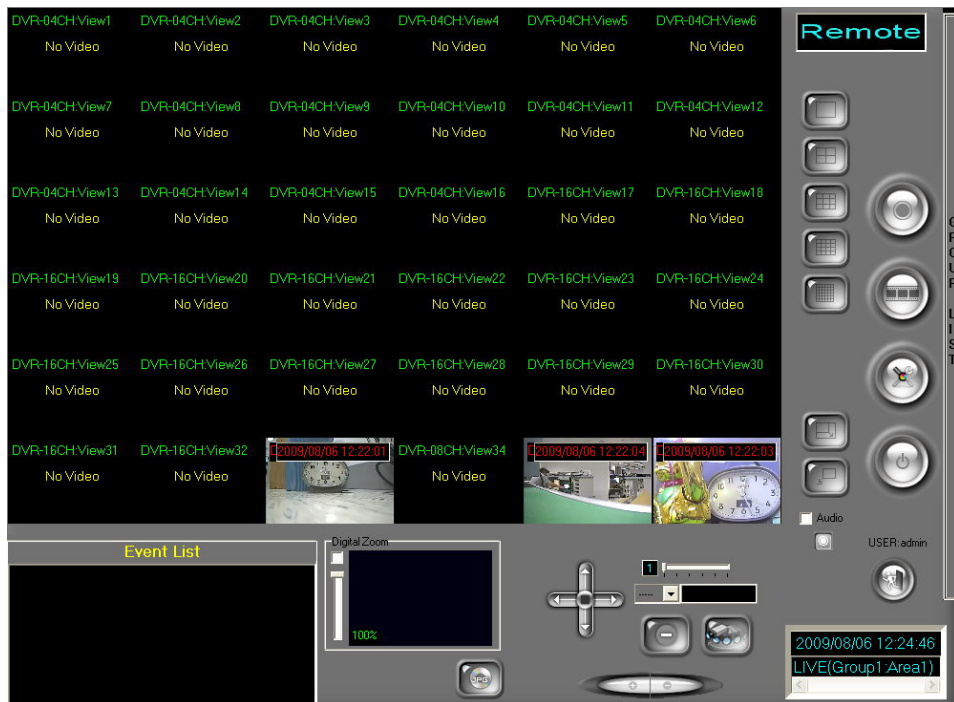 DVR-04CH:View1 DVR-04CH:View2 DVR-04CH:View3 DVR-04CH:View4 DVR-04CH:View5 DVR-04CH:View6
No Video No Video No Video No Video No Video No Video
DVR-04CH:View7 DVR-04CH:View8 DVR-04CH:View9 DVR-04CH:View10 DVR-04CH:View11 DVR-04CH:View12
No Video No Video No Video No Video No Video No Video
DVR-04CH:View13 DVR-04CH:View14 DVR-04CH:View15 DVR-04CH:View16 DVR-16CH:View17 DVR-16CH:View18
No Video No Video No Video No Video No Video No Video
DVR-16CH:View19 DVR-16CH:View20 DVR-16CH:View21 DVR-16CH:View22 DVR-16CH:View23 DVR-16CH:View24
No Video No Video No Video No Video No Video No Video
DVR-16CH:View25 DVR-16CH:View26 DVR-16CH:View27 DVR-16CH:View28 DVR-16CH:View29 DVR-16CH:View30
No Video No Video No Video No Video No Video No Video
DVR-16CH:View31 DVR-16CH:View32 2009/08/06 12:22:01 DVR-08CH:View34 2009/08/06 12:22:04 2009/08/06 12:22:03
No Video No Video No Video
Remote
Audio
USER:admin
Event List
Digital Zoom
100%
1
-----
JPG
2009/08/06 12:24:46
LIVE(Group1:Area1)